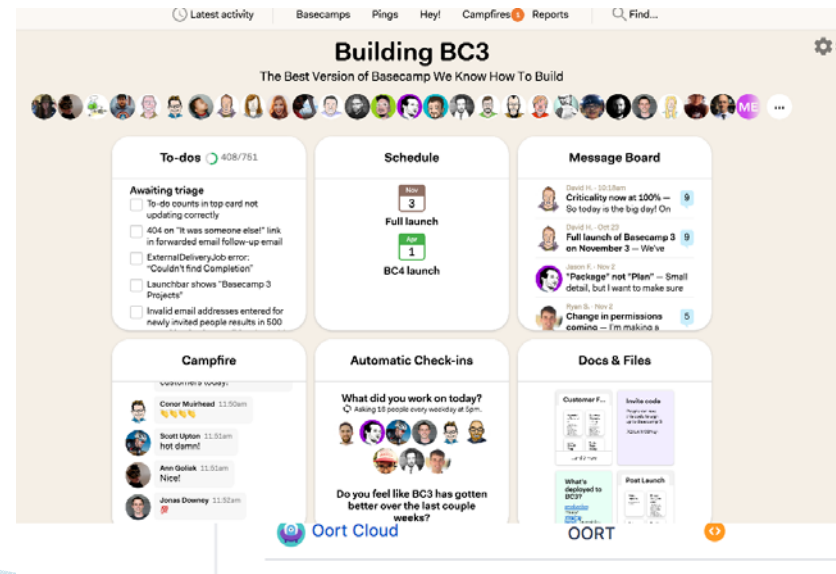 Latest activity Basecamps Pings Hey! Campfires 1 Reports Find...
Building BC3
The Best Version of Basecamp We Know How To Build
ME ...
To-dos 408/751
Awaiting triage
To-do counts in top card not
updating correctly
404 on "It was someone else!" link
in forwarded email follow-up email
ExternalDeliveryJob error:
"Couldn't find Completion"
Launchbar shows "Basecamp 3
Projects"
Invalid email addresses entered for
newly invited people results in 500
Schedule
Nov
3
Full launch
Apr
1
BC4 launch
Message Board
David H. · 10:18am
Criticality now at 100% — 9
So today is the big day! On
David H. · Oct 23
Full launch of Basecamp 3 9
on November 3 — We've
Jason F. · Nov 2
"Package" not "Plan" — Small
detail, but I want to make sure
Ryan S. · Nov 2
Change in permissions 5
coming — I'm making a
Campfire
customers today!
Conor Muirhead 11:50am
👏👏👏👏
Scott Upton 11:51am
hot damn!
Ann Goliak 11:51am
Nice!
Jonas Downey 11:52am
💯
Automatic Check-ins
What did you work on today?
Asking 18 people every weekday at 5pm.
Do you feel like BC3 has gotten
better over the last couple
weeks?
Docs & Files
Customer F...
Invite code
What's
deployed to
BC3?
production
Post Launch
Oort Cloud OORT